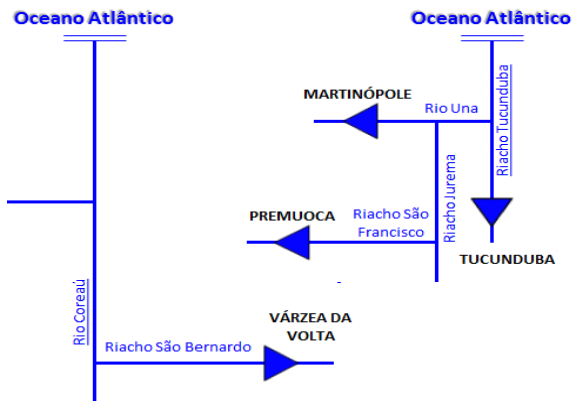 Oceano Atlântico
Oceano Atlântico
MARTINÓPOLE
Rio Una
Riacho Tucunduba
Riacho Jurema
PREMUOCA
Riacho São
Francisco
TUCUNDUBA
Rio Coreaú
VÁRZEA DA
VOLTA
Riacho São Bernardo